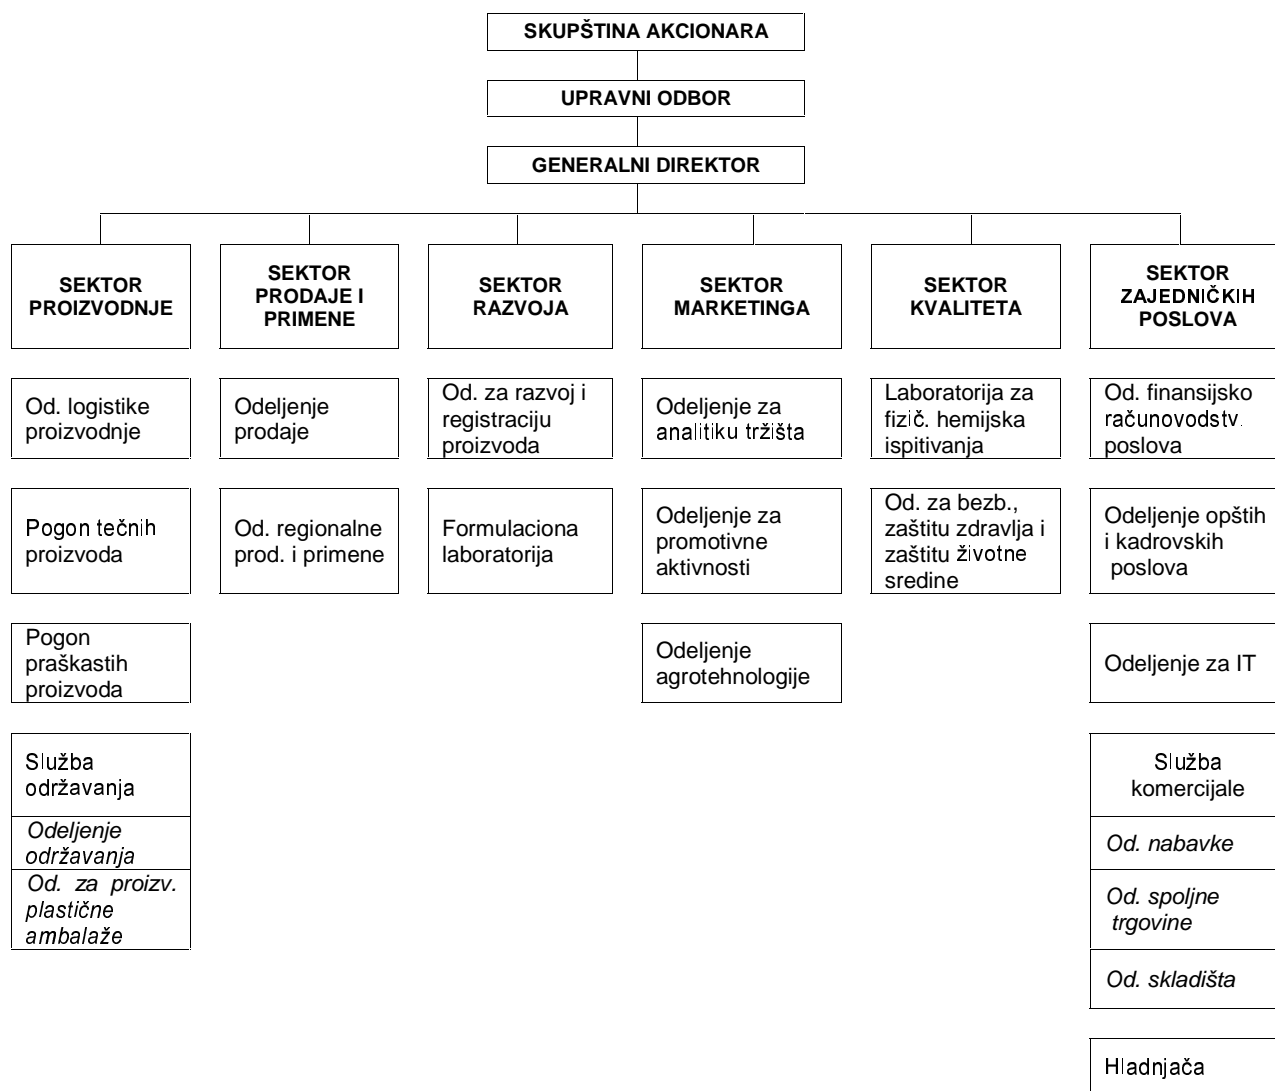 SKUPŠTINA AKCIONARA
UPRAVNI ODBOR
GENERALNI DIREKTOR
SEKTOR
PROIZVODNJE
SEKTOR
PRODAJE I
PRIMENE
SEKTOR
RAZVOJA
SEKTOR
MARKETINGA
SEKTOR
KVALITETA
SEKTOR
ZAJEDNIČKIH
POSLOVA
Od. logistike
proizvodnje
Odeljenje
prodaje
Od. za razvoj i
registraciju
proizvoda
Odeljenje za
analitiku tržišta
Laboratorija za
fizič. hemijska
ispitivanja
Od. finansijsko
računovodstv.
poslova
Pogon tečnih
proizvoda
Od. regionalne
prod. i primene
Formulaciona
laboratorija
Odeljenje za
promotivne
aktivnosti
Od. za bezb.,
zaštitu zdravlja i
zaštitu životne
sredine
Odeljenje opštih
i kadrovskih
poslova
Pogon
praškastih
proizvoda
Odeljenje
agrotehnologije
Odeljenje za IT
Služba
održavanja
Odeljenje
održavanja
Od. za proizv.
plastične
ambalaže
Služba
komercijale
Od. nabavke
Od. spoljne
trgovine
Od. skladišta
Hladnjača